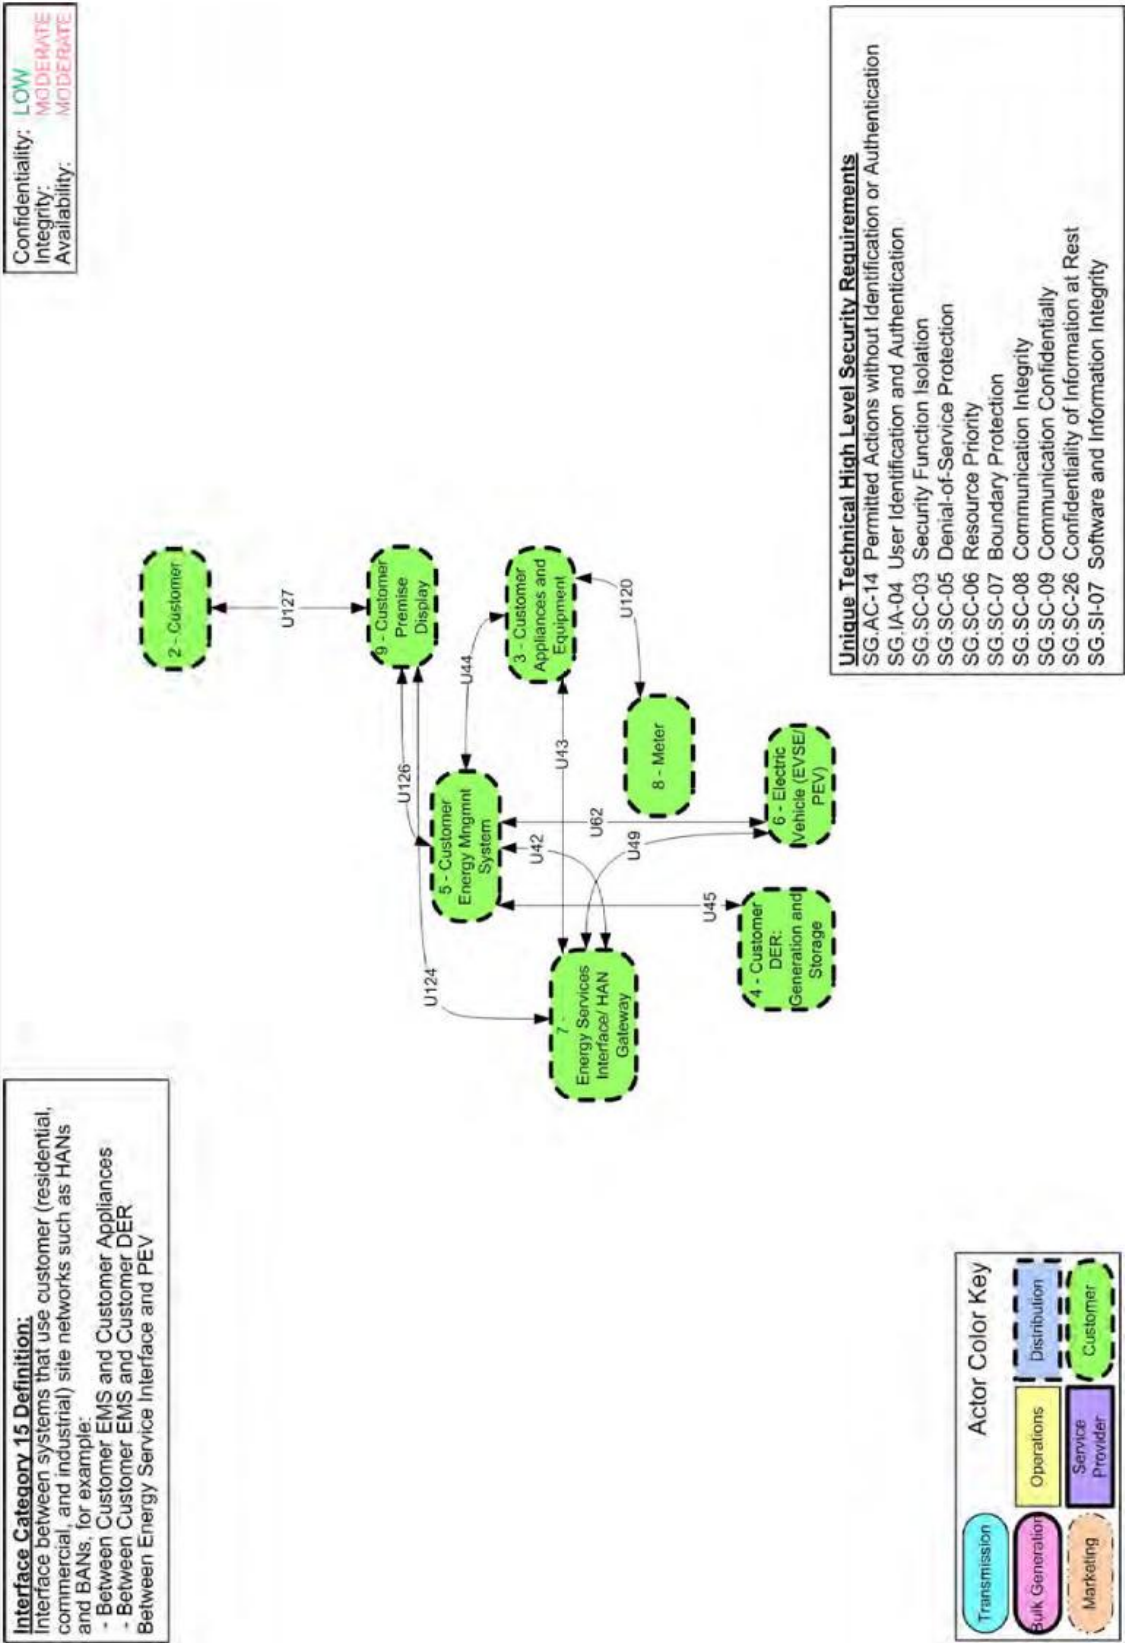 Interface Category 15 Definition:
Interface between systems that use customer (residential,
commercial, and industrial) site networks such as HANs
and BANs, for example:
- Between Customer EMS and Customer Appliances
- Between Customer EMS and Customer DER
Between Energy Service Interface and PEV
Confidentiality: LOW
Integrity: MODERATE
Availability: MODERATE
2 - Customer
U127
9 - Customer
Premise
Display
U126
U44
U124
5 - Customer
Energy Mngmnt
System
3 - Customer
Appliances and
Equipment
U42
U43
U120
7 -
Energy Services
Interface/ HAN
Gateway
U62
U49
8 - Meter
U45
4 - Customer
DER:
Generation and
Storage
6 - Electric
Vehicle (EVSE/
PEV)
Actor Color Key
Transmission
Bulk Generation
Operations
Distribution
Marketing
Service
Provider
Customer
Unique Technical High Level Security Requirements
SG.AC-14 Permitted Actions without Identification or Authentication
SG.IA-04 User Identification and Authentication
SG.SC-03 Security Function Isolation
SG.SC-05 Denial-of-Service Protection
SG.SC-06 Resource Priority
SG.SC-07 Boundary Protection
SG.SC-08 Communication Integrity
SG.SC-09 Communication Confidentially
SG.SC-26 Confidentiality of Information at Rest
SG.SI-07 Software and Information Integrity